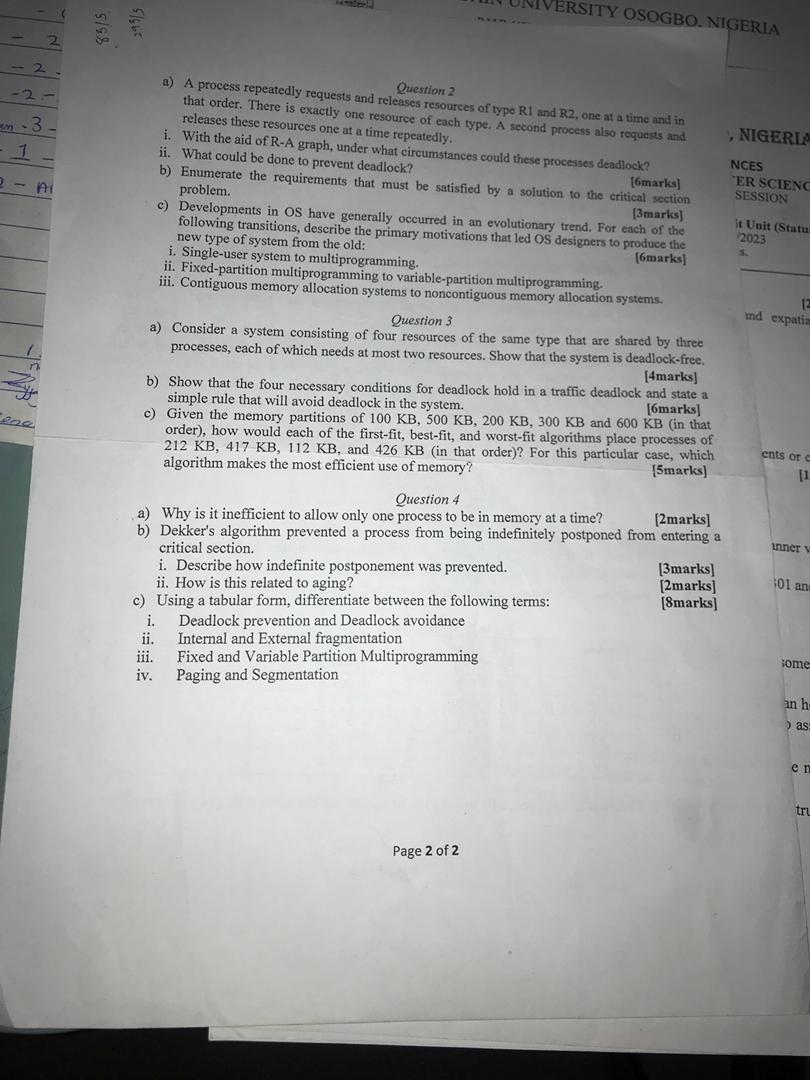 UNIVERSITY OSOGBO. NIGERIA
83/5
293/5
Question 2
a) A process repeatedly requests and releases resources of type R1 and R2, one at a time and in
that order. There is exactly one resource of each type. A second process also requests and
releases these resources one at a time repeatedly.
i. With the aid of R-A graph, under what circumstances could these processes deadlock?
ii. What could be done to prevent deadlock? [6marks]
b) Enumerate the requirements that must be satisfied by a solution to the critical section
problem. [3marks]
c) Developments in OS have generally occurred in an evolutionary trend. For each of the
following transitions, describe the primary motivations that led OS designers to produce the
new type of system from the old: [6marks]
i. Single-user system to multiprogramming.
ii. Fixed-partition multiprogramming to variable-partition multiprogramming.
iii. Contiguous memory allocation systems to noncontiguous memory allocation systems.
Question 3
a) Consider a system consisting of four resources of the same type that are shared by three
processes, each of which needs at most two resources. Show that the system is deadlock-free.
[4marks]
b) Show that the four necessary conditions for deadlock hold in a traffic deadlock and state a
simple rule that will avoid deadlock in the system. [6marks]
c) Given the memory partitions of 100 KB, 500 KB, 200 KB, 300 KB and 600 KB (in that
order), how would each of the first-fit, best-fit, and worst-fit algorithms place processes of
212 KB, 417 KB, 112 KB, and 426 KB (in that order)? For this particular case, which
algorithm makes the most efficient use of memory? [5marks]
Question 4
a) Why is it inefficient to allow only one process to be in memory at a time? [2marks]
b) Dekker's algorithm prevented a process from being indefinitely postponed from entering a
critical section.
i. Describe how indefinite postponement was prevented. [3marks]
ii. How is this related to aging? [2marks]
c) Using a tabular form, differentiate between the following terms: [8marks]
i. Deadlock prevention and Deadlock avoidance
ii. Internal and External fragmentation
iii. Fixed and Variable Partition Multiprogramming
iv. Paging and Segmentation
Page 2 of 2
, NIGERIA
NCES
ER SCIENC
SESSION
it Unit (Statu
/2023
s.
[2
and expatia
ents or c
[1
anner v
an h
e n
tru